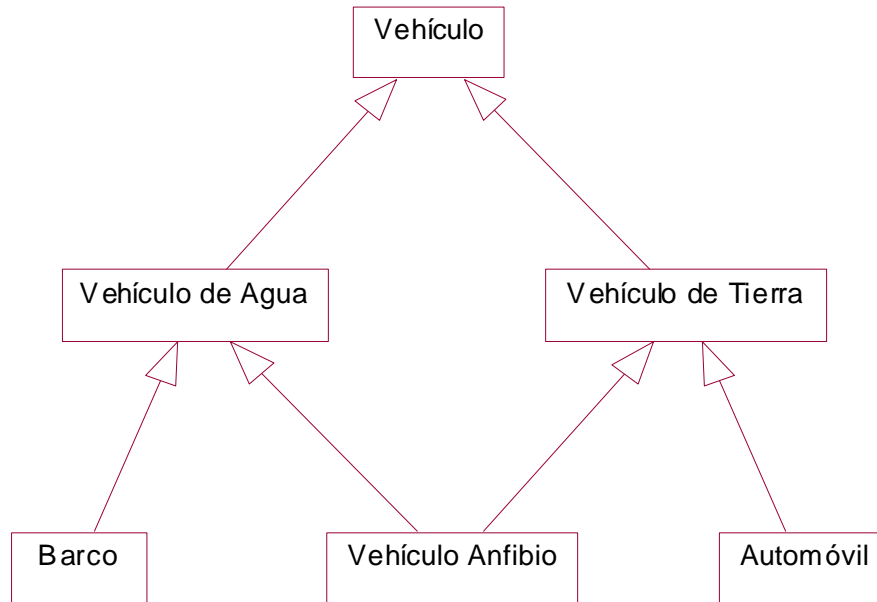 Vehículo
Vehículo de Agua
Vehículo de Tierra
Barco
Vehículo Anfibio
Automóvil